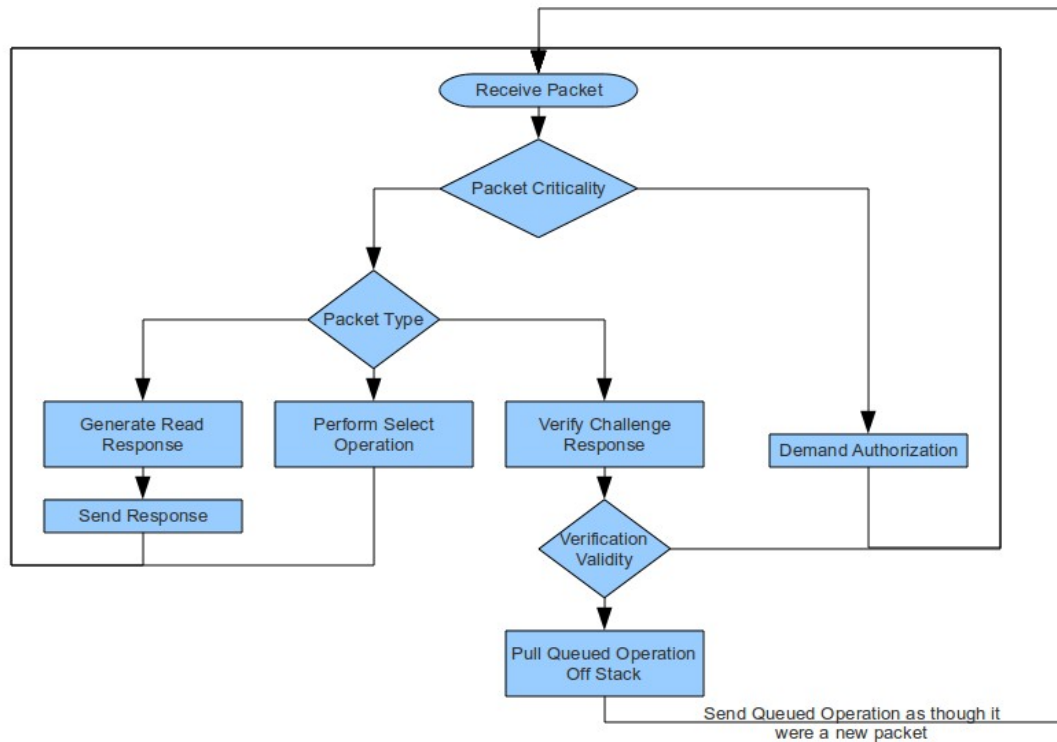 Receive Packet
Packet Criticality
Packet Type
Generate Read
Response
Perform Select
Operation
Verify Challenge
Response
Demand Authorization
Send Response
Verification
Validity
Pull Queued Operation
Off Stack
Send Queued Operation as though it
were a new packet